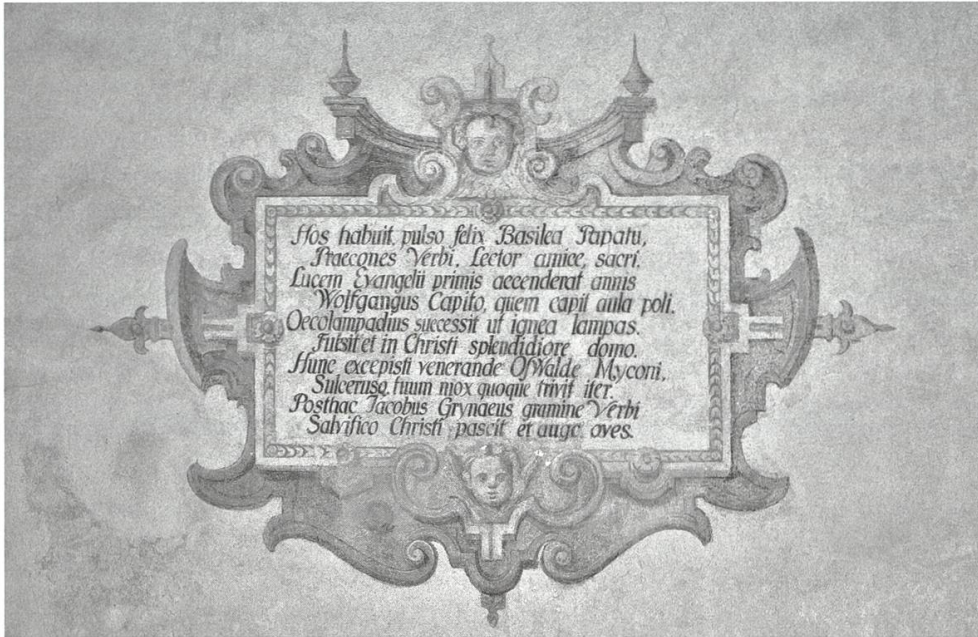 Hos habuit, pulso felix Basilea Papatu,
Praecones Verbi, Lector amice, sacri.
Lucem Evangelii primis accenderat annis
Wolfgangus Capito, quem capit aula poli.
Oecolampadius successit ut ignea lampas.
Fulsit et in Christi splendidiore domo.
Hunc excepisti venerande Oswalde Myconi,
Sulcerusq. tuum mox quoque trivit iter.
Posthac Jacobus Grynaeus gramine Verbi
Salvifico Christi pascit et auget oves.